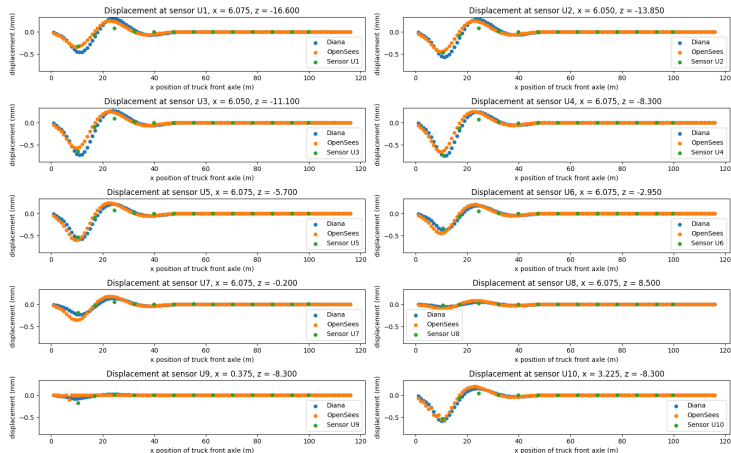 Displacement at sensor U1, x = 6.075, z = -16.600
displacement (mm)
0.0
−0.5
Diana
OpenSees
Sensor U1
0 20 40 60 80 100 120
x position of truck front axle (m)
Displacement at sensor U2, x = 6.050, z = -13.850
displacement (mm)
0.0
−0.5
Diana
OpenSees
Sensor U2
0 20 40 60 80 100 120
x position of truck front axle (m)
Displacement at sensor U3, x = 6.050, z = -11.100
displacement (mm)
0.0
−0.5
Diana
OpenSees
Sensor U3
0 20 40 60 80 100 120
x position of truck front axle (m)
Displacement at sensor U4, x = 6.075, z = -8.300
displacement (mm)
0.0
−0.5
Diana
OpenSees
Sensor U4
0 20 40 60 80 100 120
x position of truck front axle (m)
Displacement at sensor U5, x = 6.075, z = -5.700
displacement (mm)
0.0
−0.5
Diana
OpenSees
Sensor U5
0 20 40 60 80 100 120
x position of truck front axle (m)
Displacement at sensor U6, x = 6.075, z = -2.950
displacement (mm)
0.0
−0.5
Diana
OpenSees
Sensor U6
0 20 40 60 80 100 120
x position of truck front axle (m)
Displacement at sensor U7, x = 6.075, z = -0.200
displacement (mm)
0.0
−0.5
Diana
OpenSees
Sensor U7
0 20 40 60 80 100 120
x position of truck front axle (m)
Displacement at sensor U8, x = 6.075, z = 8.500
displacement (mm)
0.0
−0.5
Diana
OpenSees
Sensor U8
0 20 40 60 80 100 120
x position of truck front axle (m)
Displacement at sensor U9, x = 0.375, z = -8.300
displacement (mm)
0.0
−0.5
Diana
OpenSees
Sensor U9
0 20 40 60 80 100 120
x position of truck front axle (m)
Displacement at sensor U10, x = 3.225, z = -8.300
displacement (mm)
0.0
−0.5
Diana
OpenSees
Sensor U10
0 20 40 60 80 100 120
x position of truck front axle (m)